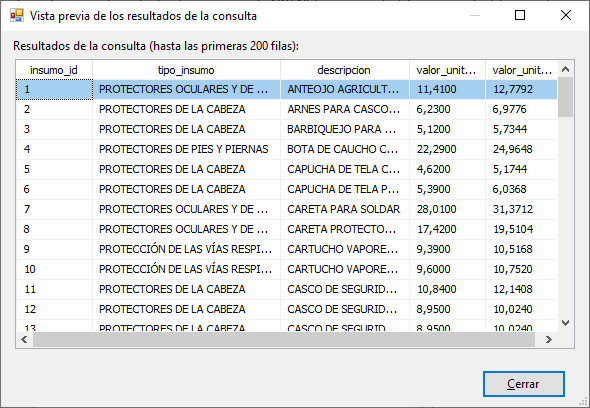 Vista previa de los resultados de la consulta
Resultados de la consulta (hasta las primeras 200 filas):
insumo_id tipo_insumo descripcion valor_unit... valor_unit...
1 PROTECTORES OCULARES Y DE ... ANTEOJO AGRICULT... 11,4100 12,7792
2 PROTECTORES DE LA CABEZA ARNES PARA CASCO... 6,2300 6,9776
3 PROTECTORES DE LA CABEZA BARBIQUEJO PARA ... 5,1200 5,7344
4 PROTECTORES DE PIES Y PIERNAS BOTA DE CAUCHO C... 22,2900 24,9648
5 PROTECTORES DE LA CABEZA CAPUCHA DE TELA C... 4,6200 5,1744
6 PROTECTORES DE LA CABEZA CAPUCHA DE TELA P... 5,3900 6,0368
7 PROTECTORES OCULARES Y DE ... CARETA PARA SOLDAR 28,0100 31,3712
8 PROTECTORES OCULARES Y DE ... CARETA PROTECTO... 17,4200 19,5104
9 PROTECCIÓN DE LAS VÍAS RESPI... CARTUCHO VAPORE... 9,3900 10,5168
10 PROTECCIÓN DE LAS VÍAS RESPI... CARTUCHO VAPORE... 9,6000 10,7520
11 PROTECTORES DE LA CABEZA CASCO DE SEGURID... 10,8400 12,1408
12 PROTECTORES DE LA CABEZA CASCO DE SEGURID... 8,9500 10,0240
13 PROTECTORES DE LA CABEZA CASCO DE SEGURID... 8,9500 10,0240
Cerrar